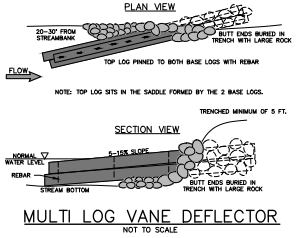 PLAN VIEW
20-30' FROM
STREAMBANK
BUTT ENDS BURIED IN
TRENCH WITH LARGE ROCK
TOP LOG PINNED TO BOTH BASE LOGS WITH REBAR
FLOW
NOTE: TOP LOG SITS IN THE SADDLE FORMED BY THE 2 BASE LOGS.
TRENCHED MINIMUM OF 5 FT.
SECTION VIEW
5-15% SLOPE
NORMAL
WATER LEVEL
REBAR
STREAM BOTTOM
BUTT ENDS BURIED IN
TRENCH WITH LARGE ROCK
MULTI LOG VANE DEFLECTOR
NOT TO SCALE